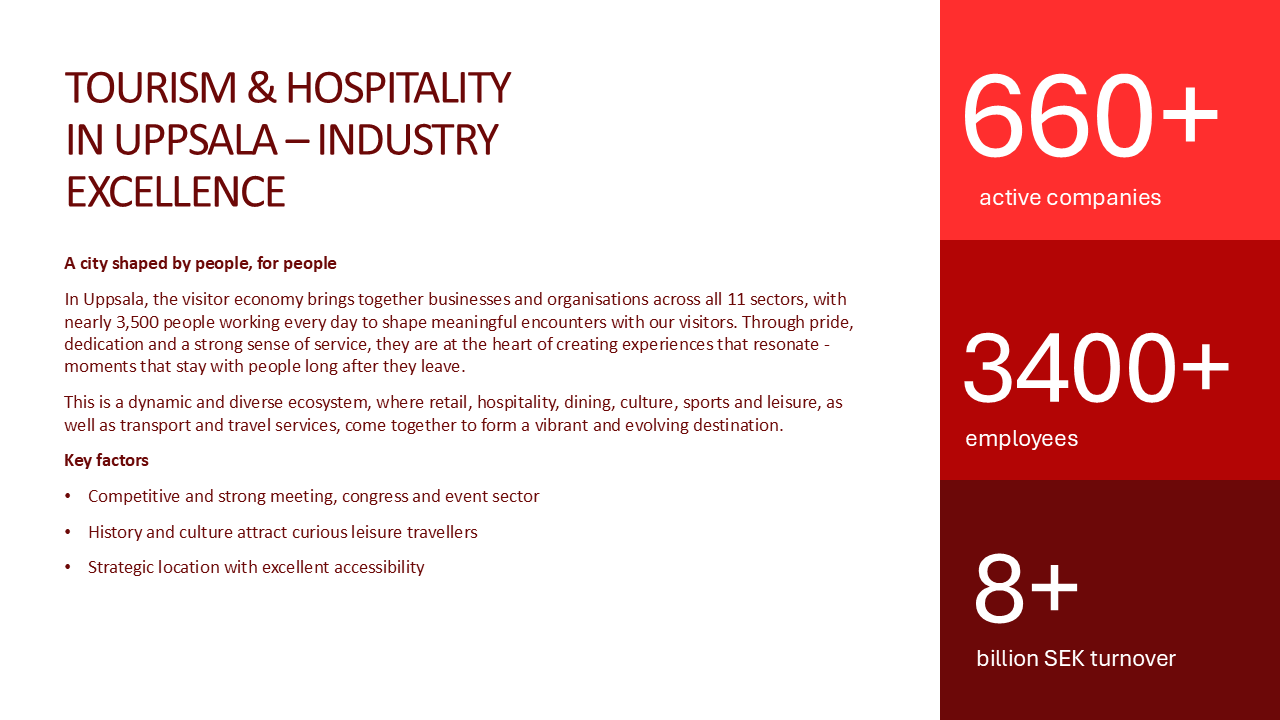 TOURISM & HOSPITALITY
IN UPPSALA – INDUSTRY
EXCELLENCE
A city shaped by people, for people
In Uppsala, the visitor economy brings together businesses and organisations across all 11 sectors, with
nearly 3,500 people working every day to shape meaningful encounters with our visitors. Through pride,
dedication and a strong sense of service, they are at the heart of creating experiences that resonate -
moments that stay with people long after they leave.
This is a dynamic and diverse ecosystem, where retail, hospitality, dining, culture, sports and leisure, as
well as transport and travel services, come together to form a vibrant and evolving destination.
Key factors
• Competitive and strong meeting, congress and event sector
• History and culture attract curious leisure travellers
• Strategic location with excellent accessibility
660+
active companies
3400+
employees
8+
billion SEK turnover